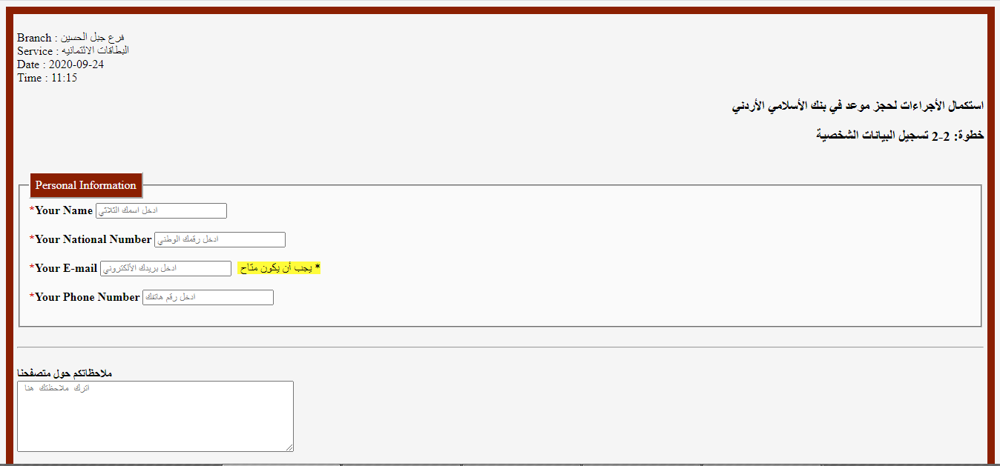 Branch : فرع جبل الحسين
Service : البطاقات الائتمانيه
Date : 2020-09-24
Time : 11:15
استكمال الأجراءات لحجز موعد في بنك الأسلامي الأردني
خطوة: 2-2 تسجيل البيانات الشخصية
Personal Information
*Your Name ادخل اسمك الثلاثي
*Your National Number ادخل رقمك الوطني
*Your E-mail ادخل بريدك الألكتروني * يجب أن يكون متاح
*Your Phone Number ادخل رقم هاتفك
ملاحظاتكم حول متصفحنا
اترك ملاحظتك هنا